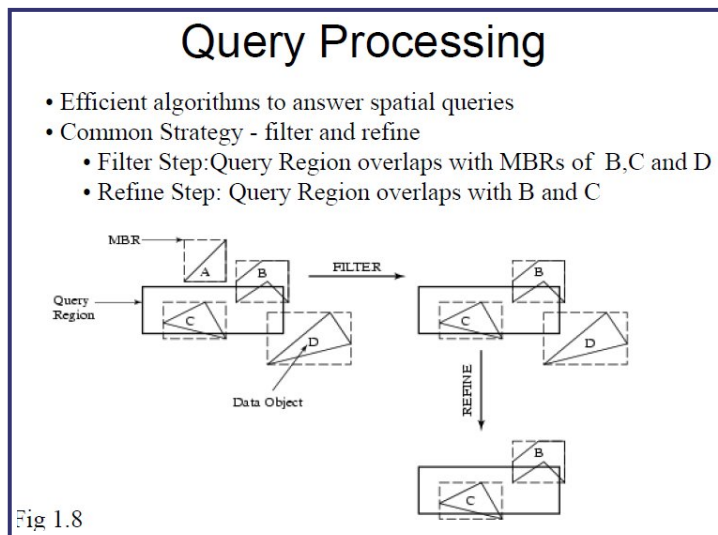 Query Processing
• Efficient algorithms to answer spatial queries
• Common Strategy - filter and refine
• Filter Step:Query Region overlaps with MBRs of B,C and D
• Refine Step: Query Region overlaps with B and C
MBR
A
B
FILTER
B
Query
Region
C
C
D
D
Data Object
REFINE
B
C
Fig 1.8